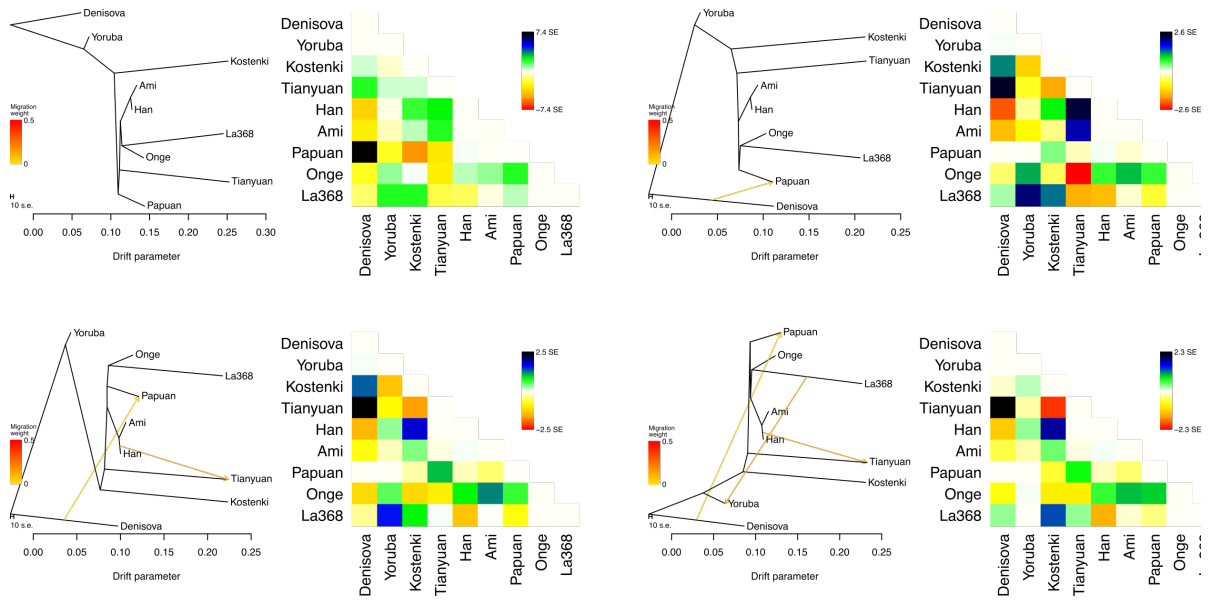 Denisova
Yoruba
Kostenki
Ami
Han
La368
Onge
Tianyuan
Papuan
Migration
weight
0.5
0
10 s.e.
0.00 0.05 0.10 0.15 0.20 0.25 0.30
Drift parameter
Denisova
Yoruba
Kostenki
Tianyuan
Han
Ami
Papuan
Onge
La368
7.4 SE
−7.4 SE
Denisova Yoruba Kostenki Tianyuan Han Ami Papuan Onge La368
Yoruba
Kostenki
Tianyuan
Ami
Han
Onge
La368
Papuan
Denisova
Migration
weight
0.5
0
10 s.e.
0.00 0.05 0.10 0.15 0.20 0.25
Drift parameter
Denisova
Yoruba
Kostenki
Tianyuan
Han
Ami
Papuan
Onge
La368
2.6 SE
−2.6 SE
Denisova Yoruba Kostenki Tianyuan Han Ami Papuan Onge
Yoruba
Onge
La368
Papuan
Ami
Han
Tianyuan
Kostenki
Denisova
Migration
weight
0.5
0
10 s.e.
0.00 0.05 0.10 0.15 0.20 0.25
Drift parameter
Denisova
Yoruba
Kostenki
Tianyuan
Han
Ami
Papuan
Onge
La368
2.5 SE
−2.5 SE
Denisova Yoruba Kostenki Tianyuan Han Ami Papuan Onge La368
Papuan
Onge
La368
Ami
Han
Tianyuan
Kostenki
Yoruba
Denisova
Migration
weight
0.5
0
10 s.e.
0.00 0.05 0.10 0.15 0.20 0.25
Drift parameter
Denisova
Yoruba
Kostenki
Tianyuan
Han
Ami
Papuan
Onge
La368
2.3 SE
−2.3 SE
Denisova Yoruba Kostenki Tianyuan Han Ami Papuan Onge